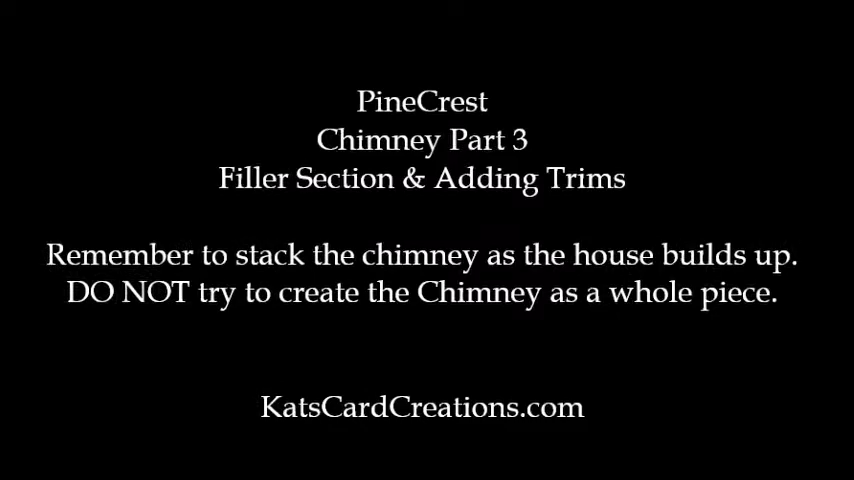 PineCrest
Chimney Part 3
Filler Section & Adding Trims
Remember to stack the chimney as the house builds up.
DO NOT try to create the Chimney as a whole piece.
KatsCardCreations.com